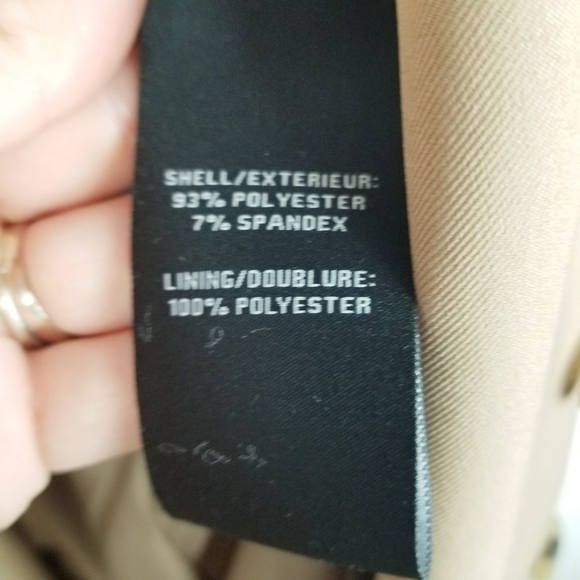 SHELL/EXTERIEUR:
93% POLYESTER
7% SPANDEX
LINING/DOUBLURE:
100% POLYESTER